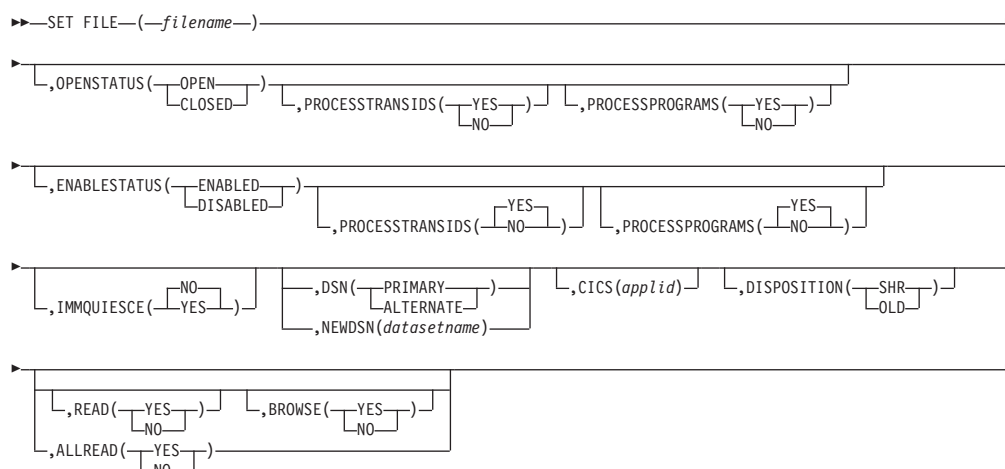 SET FILE ( filename )
,OPENSTATUS( OPEN ) ,PROCESSTRANSIDS( YES ) ,PROCESSPROGRAMS( YES )
CLOSED NO NO
YES YES
,ENABLESTATUS( ENABLED ) ,PROCESSTRANSIDS( NO ) ,PROCESSPROGRAMS( NO )
DISABLED
NO
,IMMQUIESCE( YES ) ,DSN( PRIMARY ) ,CICS(applid) ,DISPOSITION( SHR )
ALTERNATE OLD
,NEWDSN(datasetname)
,READ( YES ) ,BROWSE( YES )
NO NO
,ALLREAD( YES )
NO